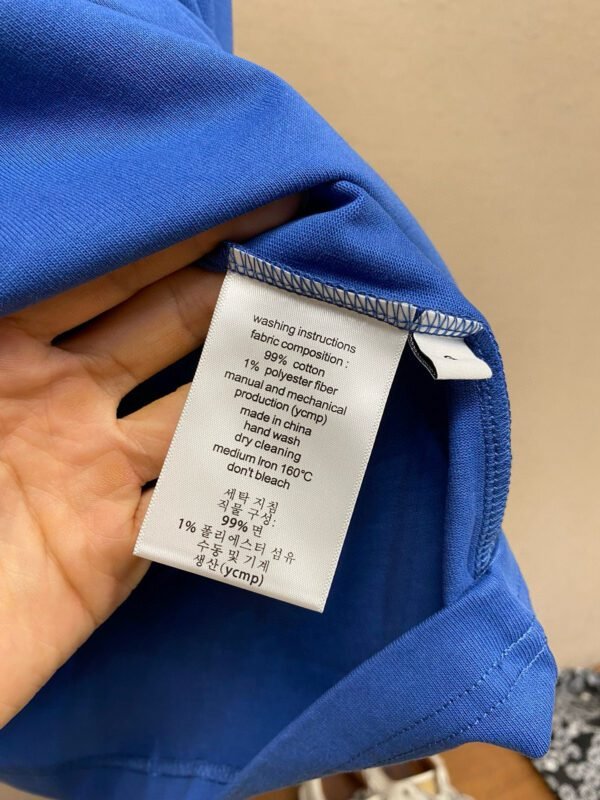 washing instructions
fabric composition :
99% cotton
1% polyester fiber
manual and mechanical
production (ycmp)
made in china
hand wash
dry cleaning
medium Iron 160℃
don't bleach
세탁 지침
직물 구성:
99% 면
1% 폴리에스터 섬유
수동 및 기계
생산(ycmp)